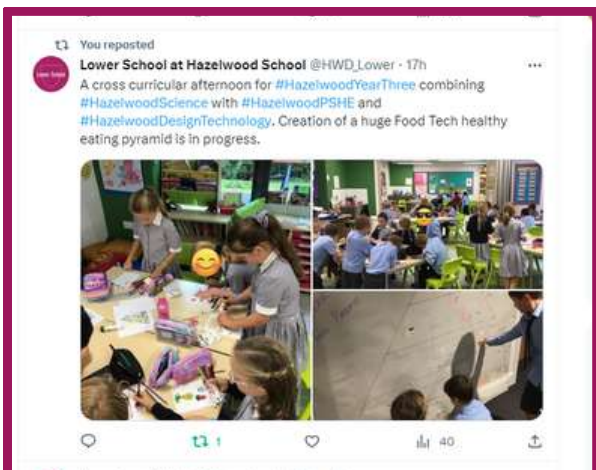 You reposted
Lower School at Hazelwood School @HWD_Lower · 17h
A cross curricular afternoon for #HazelwoodYearThree combining
#HazelwoodScience with #HazelwoodPSHE and
#HazelwoodDesignTechnology. Creation of a huge Food Tech healthy
eating pyramid is in progress.
1
40